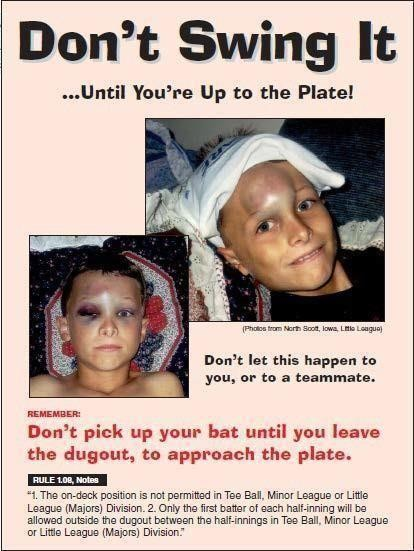 Don't Swing It
...Until You're Up to the Plate!
(Photos from North Scott, Iowa, Little League)
Don't let this happen to
you, or to a teammate.
REMEMBER:
Don't pick up your bat until you leave
the dugout, to approach the plate.
RULE 1.08, Notes
"1. The on-deck position is not permitted in Tee Ball, Minor League or Little
League (Majors) Division. 2. Only the first batter of each half-inning will be
allowed outside the dugout between the half-innings in Tee Ball, Minor League
or Little League (Majors) Division."